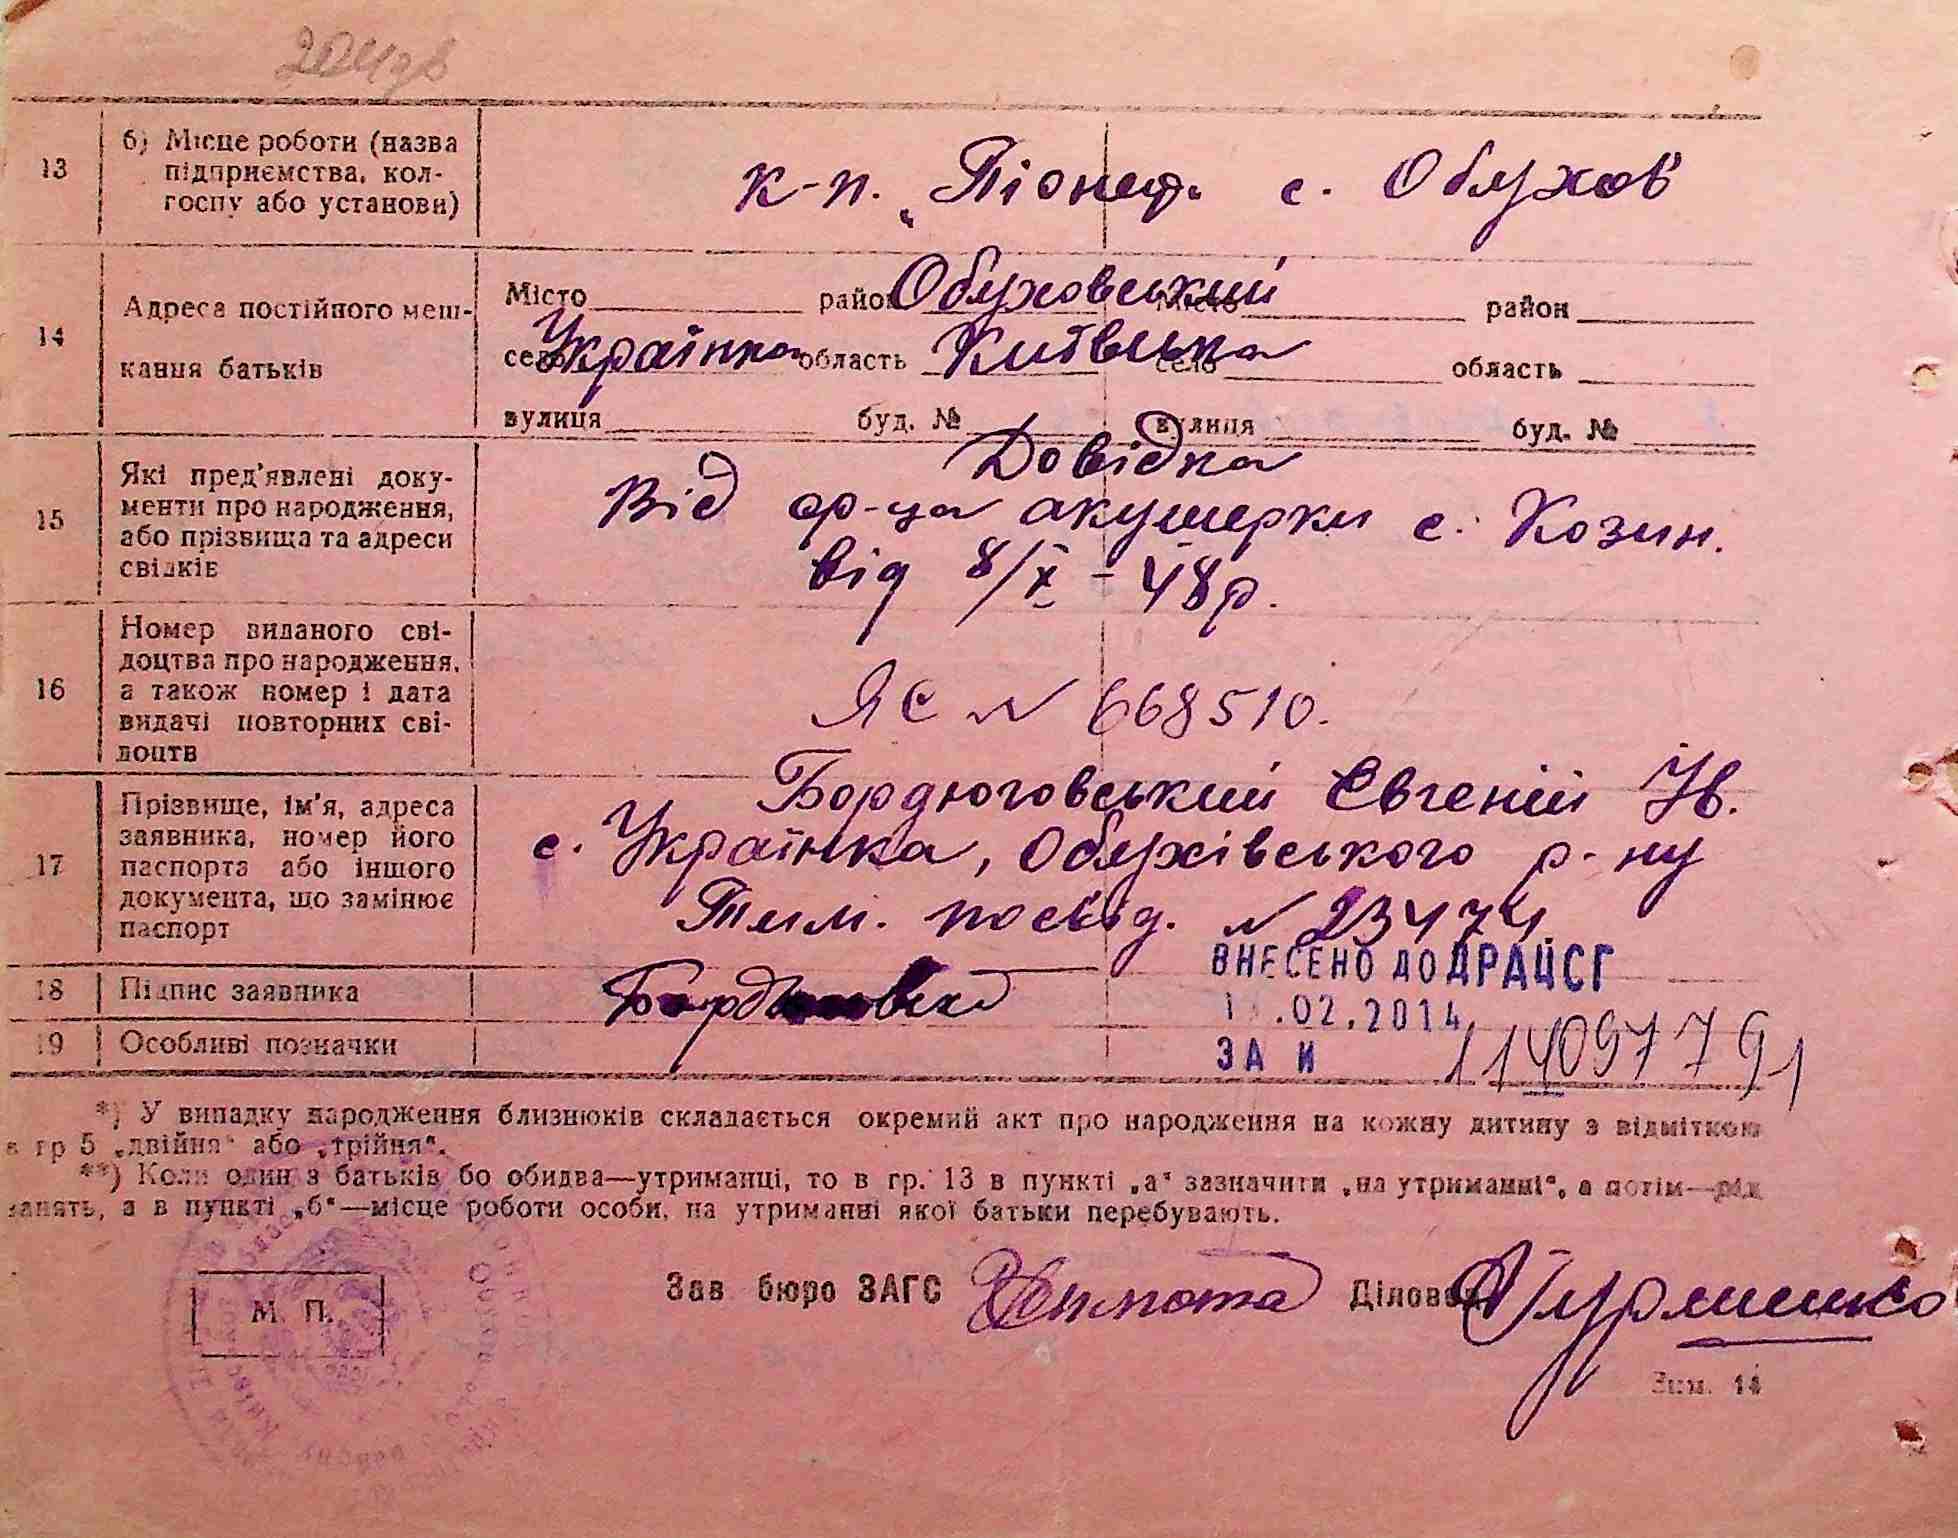 13
б) Місце роботи (назва
підприємства, кол-
госпу або установи)
к-п. „Піонер" с. Обухов
14
Адреса постійного меш-
кання батьків
Місто район Обуховський місто район
село Українка область Київська село область
вулиця буд. № вулиця буд. №
15
Які пред'явлені доку-
менти про народження,
або прізвища та адреси
свідків
Довідка
Від ар-ца акушерки с. Козин.
від 8/X - 48 р.
16
Номер виданого сві-
доцтва про народження,
а також номер і дата
видачі повторних сві-
доцтв
ЯС № 668510.
17
Прізвище, ім'я, адреса
заявника, номер його
паспорта або іншого
документа, що замінює
паспорт
Бордюговський Євгеній Ів.
с. Українка, Обухівського р-ну
Тим. посвід. № 23474
18
Підпис заявника
ВНЕСЕНО ДО ДРАЦСГ
.02.2014
19
Особливі позначки
ЗА И 114097791
*) У випадку народження близнюків складається окремий акт про народження на кожну дитину з відміткою
в гр 5 „двійня" або „трійня".
**) Коли один з батьків бо обидва—утриманці, то в гр. 13 в пункті „а" зазначити „на утриманні", а потім—рід
занять, а в пункті „б"—місце роботи особи, на утриманні якої батьки перебувають.
М. П.
Зав бюро ЗАГС Діловод
Зам. 14